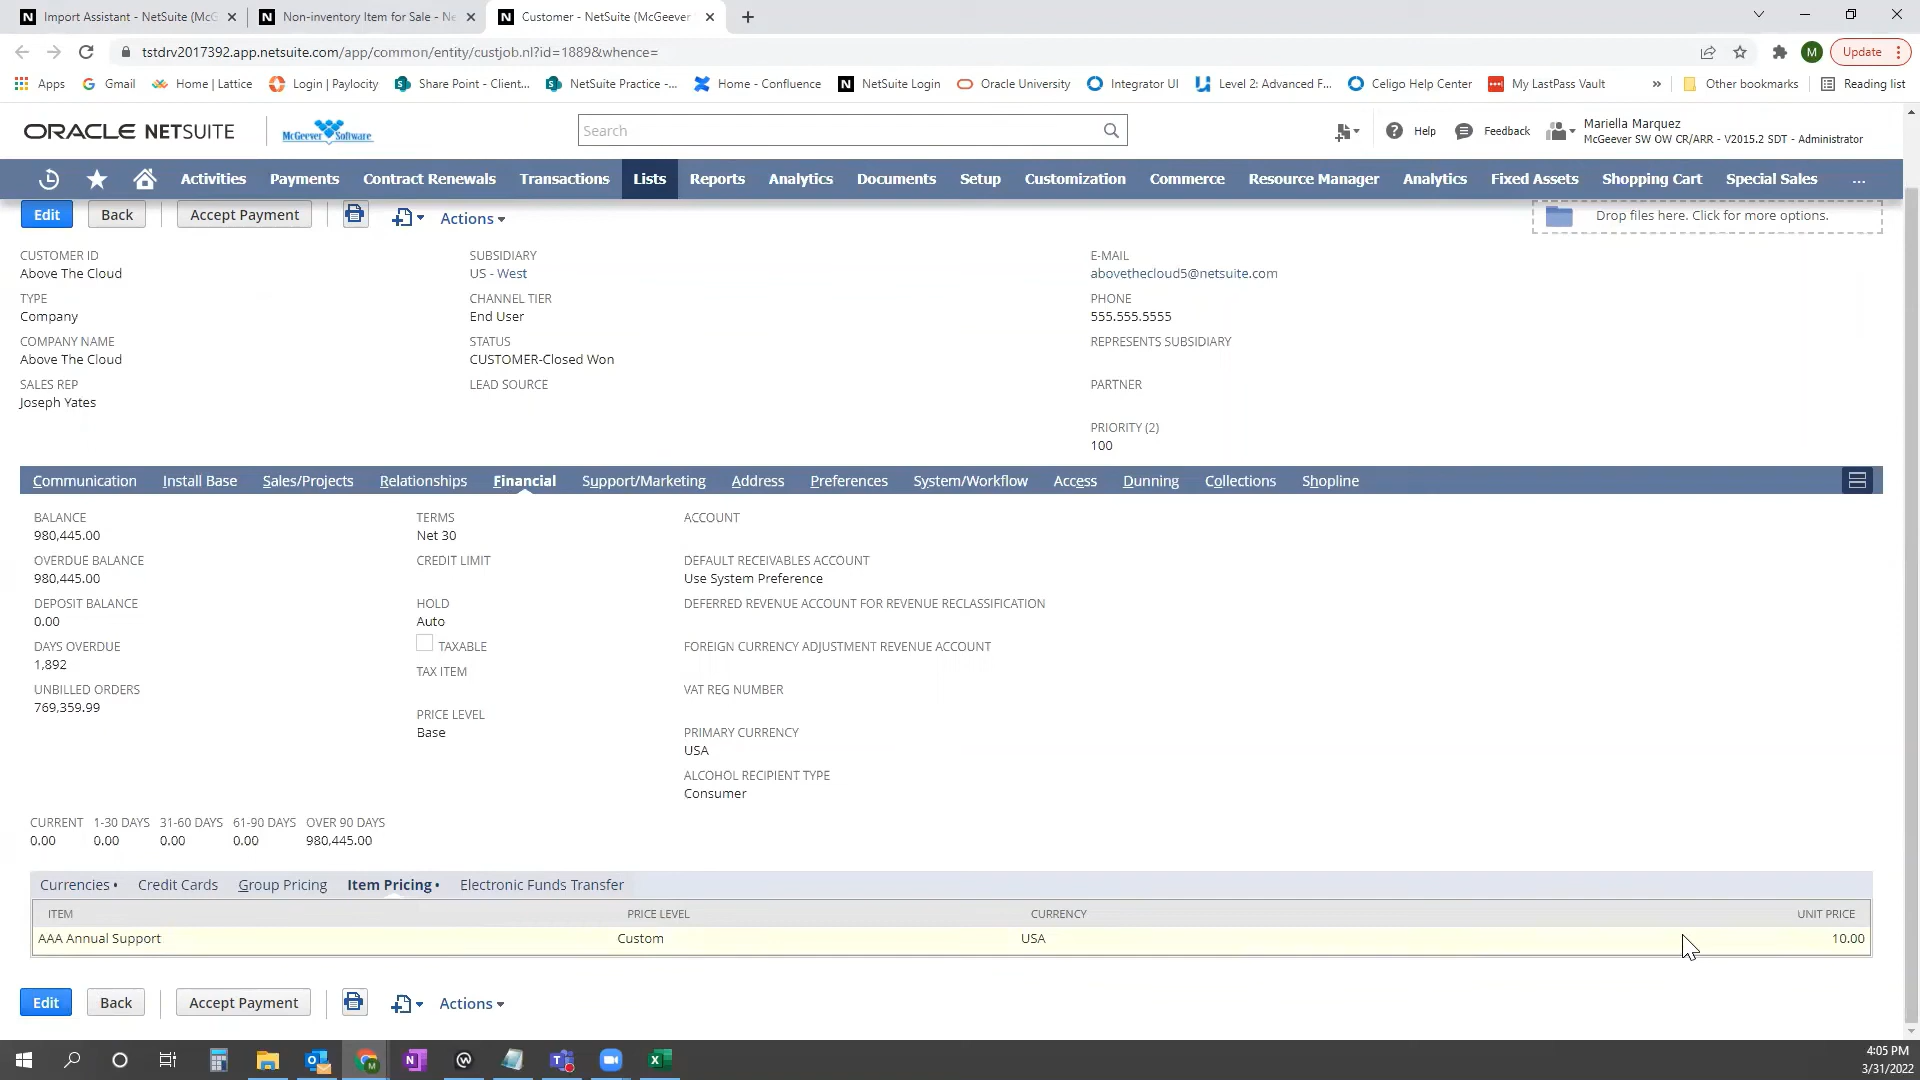 Import Assistant - NetSuite (McG
Non-inventory Item for Sale - Ne
Customer - NetSuite (McGeever
tstdrv2017392.app.netsuite.com/app/common/entity/custjob.nl?id=1889&whence=
M
Update
Apps
Gmail
Home | Lattice
Login | Paylocity
Share Point - Client...
NetSuite Practice -...
Home - Confluence
NetSuite Login
Oracle University
Integrator UI
Level 2: Advanced F...
Celigo Help Center
My LastPass Vault
»
Other bookmarks
Reading list
ORACLE NETSUITE
McGeever Software
Search
Help
Feedback
Mariella Marquez
McGeever SW OW CR/ARR - V2015.2 SDT - Administrator
Activities
Payments
Contract Renewals
Transactions
Lists
Reports
Analytics
Documents
Setup
Customization
Commerce
Resource Manager
Analytics
Fixed Assets
Shopping Cart
Special Sales
...
Edit
Back
Accept Payment
Actions
Drop files here. Click for more options.
CUSTOMER ID
Above The Cloud
TYPE
Company
COMPANY NAME
Above The Cloud
SALES REP
Joseph Yates
SUBSIDIARY
US - West
CHANNEL TIER
End User
STATUS
CUSTOMER-Closed Won
LEAD SOURCE
E-MAIL
abovethecloud5@netsuite.com
PHONE
555.555.5555
REPRESENTS SUBSIDIARY
PARTNER
PRIORITY (2)
100
Communication
Install Base
Sales/Projects
Relationships
Financial
Support/Marketing
Address
Preferences
System/Workflow
Access
Dunning
Collections
Shopline
BALANCE
980,445.00
OVERDUE BALANCE
980,445.00
DEPOSIT BALANCE
0.00
DAYS OVERDUE
1,892
UNBILLED ORDERS
769,359.99
TERMS
Net 30
CREDIT LIMIT
HOLD
Auto
TAXABLE
TAX ITEM
PRICE LEVEL
Base
ACCOUNT
DEFAULT RECEIVABLES ACCOUNT
Use System Preference
DEFERRED REVENUE ACCOUNT FOR REVENUE RECLASSIFICATION
FOREIGN CURRENCY ADJUSTMENT REVENUE ACCOUNT
VAT REG NUMBER
PRIMARY CURRENCY
USA
ALCOHOL RECIPIENT TYPE
Consumer
CURRENT 1-30 DAYS 31-60 DAYS 61-90 DAYS OVER 90 DAYS
0.00 0.00 0.00 0.00 980,445.00
Currencies •
Credit Cards
Group Pricing
Item Pricing •
Electronic Funds Transfer
ITEM PRICE LEVEL CURRENCY UNIT PRICE
AAA Annual Support Custom USA 10.00
Edit
Back
Accept Payment
Actions
4:05 PM
3/31/2022